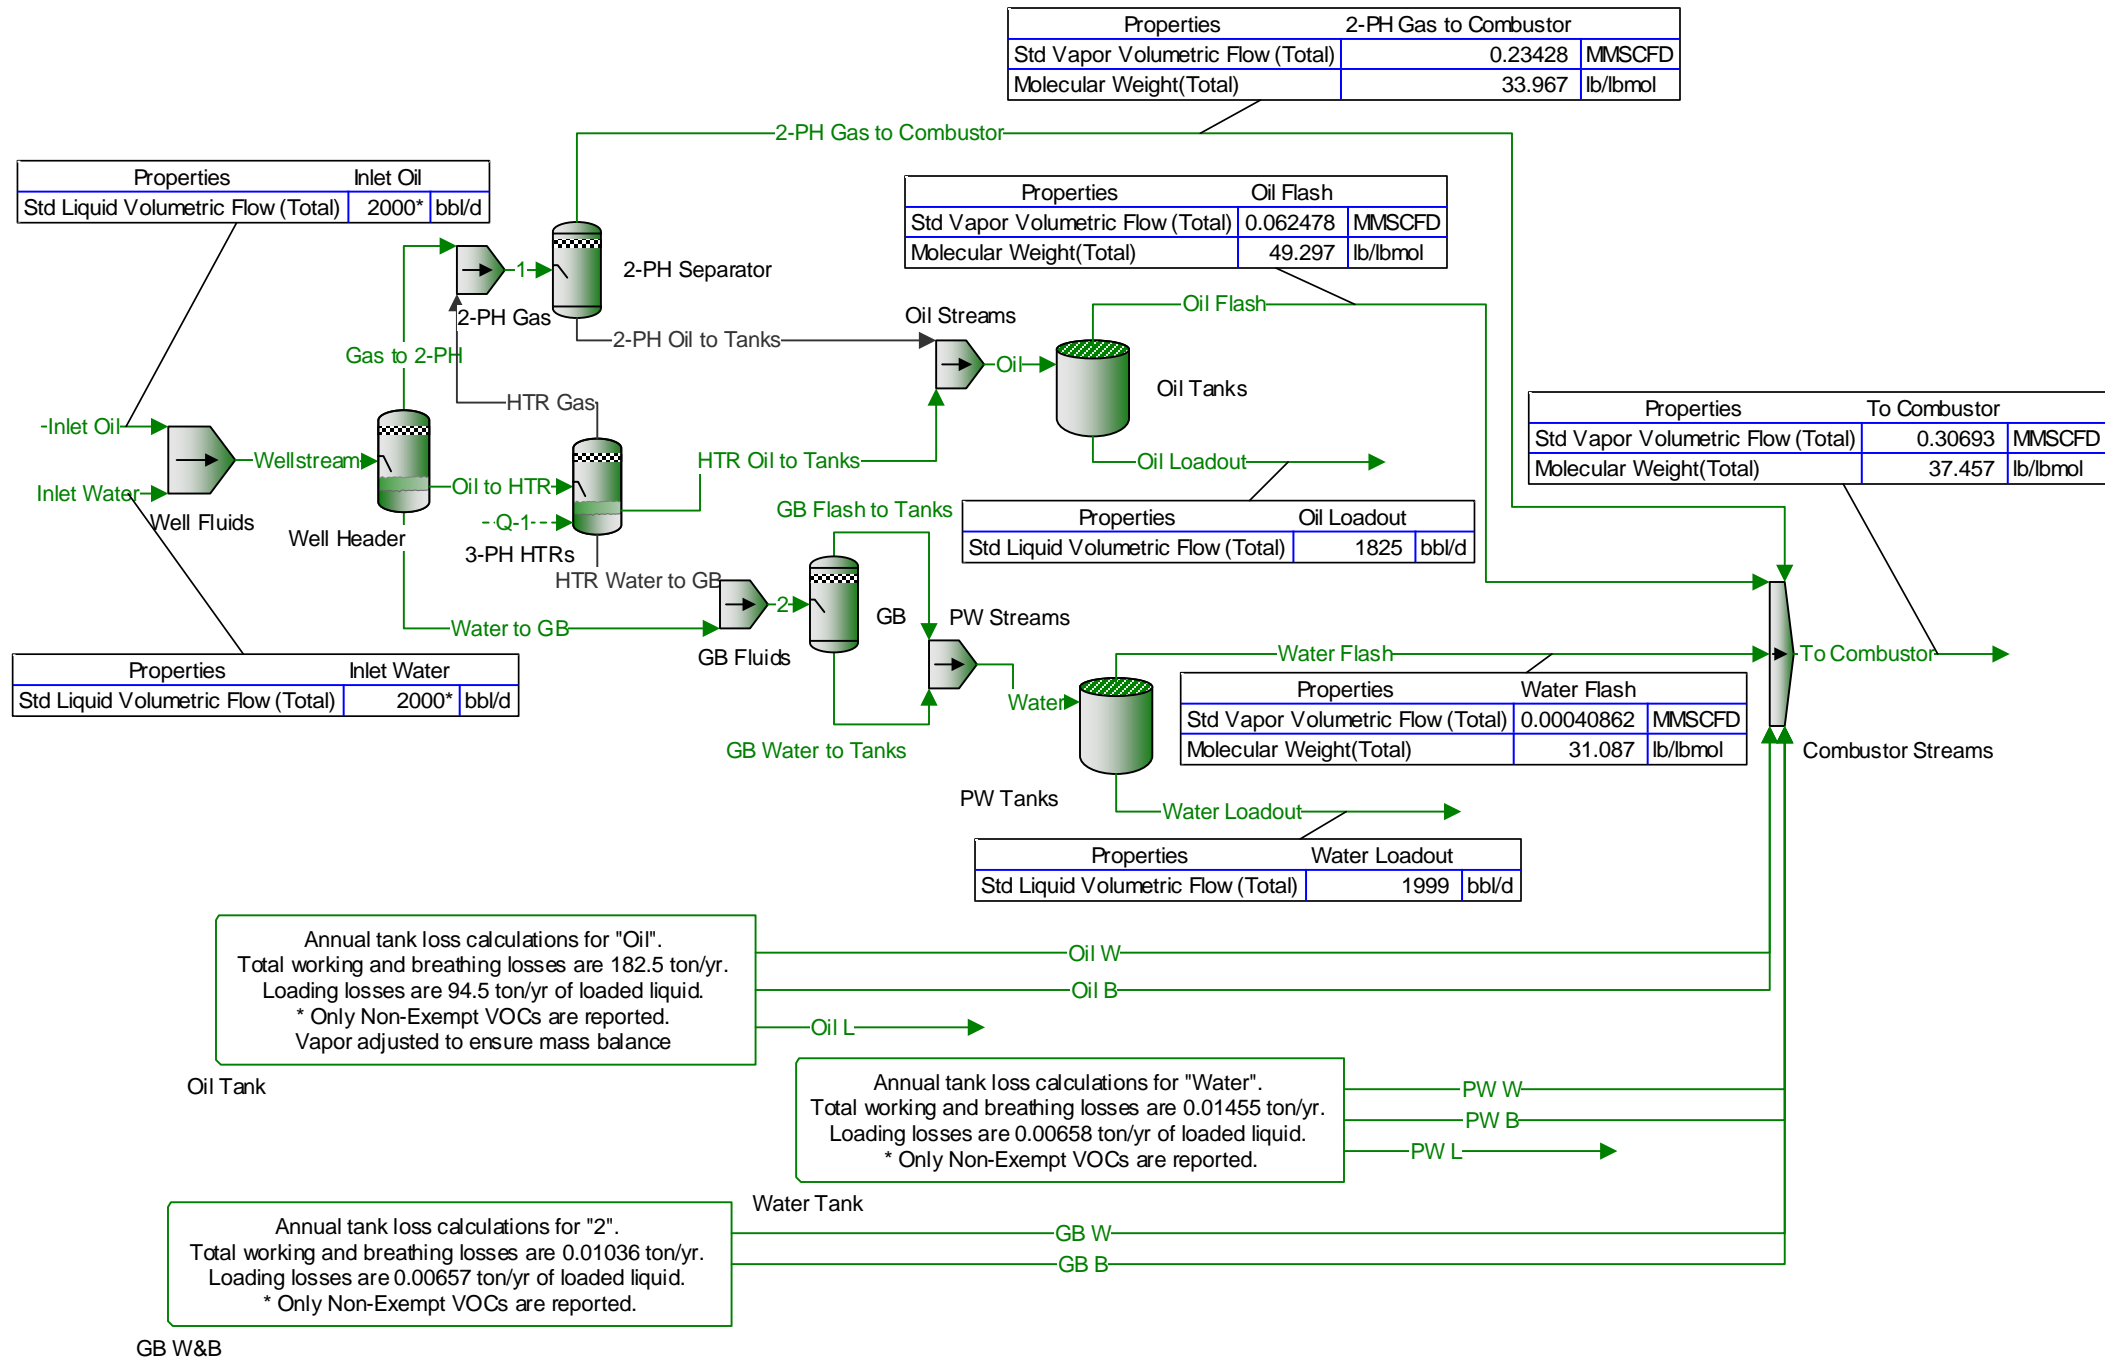 Properties 2-PH Gas to Combustor
Std Vapor Volumetric Flow (Total) 0.23428 MMSCFD
Molecular Weight(Total) 33.967 lb/lbmol
2-PH Gas to Combustor
Properties Inlet Oil
Std Liquid Volumetric Flow (Total) 2000* bbl/d
Properties Oil Flash
Std Vapor Volumetric Flow (Total) 0.062478 MMSCFD
Molecular Weight(Total) 49.297 lb/lbmol
1
2-PH Separator
2-PH Gas
Oil Flash
Oil Streams
2-PH Oil to Tanks
Gas to 2-PH
Oil
Oil Tanks
HTR Gas
Properties To Combustor
Std Vapor Volumetric Flow (Total) 0.30693 MMSCFD
Molecular Weight(Total) 37.457 lb/lbmol
Inlet Oil
Wellstream
HTR Oil to Tanks
Oil Loadout
Oil to HTR
Inlet Water
Well Fluids
Well Header
Q-1
3-PH HTRs
GB Flash to Tanks
Properties Oil Loadout
Std Liquid Volumetric Flow (Total) 1825 bbl/d
HTR Water to GB
2
GB
PW Streams
Water to GB
GB Fluids
Water Flash
To Combustor
Properties Inlet Water
Std Liquid Volumetric Flow (Total) 2000* bbl/d
Properties Water Flash
Std Vapor Volumetric Flow (Total) 0.00040862 MMSCFD
Molecular Weight(Total) 31.087 lb/lbmol
Water
GB Water to Tanks
Combustor Streams
PW Tanks
Water Loadout
Properties Water Loadout
Std Liquid Volumetric Flow (Total) 1999 bbl/d
Annual tank loss calculations for "Oil".
Total working and breathing losses are 182.5 ton/yr.
Loading losses are 94.5 ton/yr of loaded liquid.
* Only Non-Exempt VOCs are reported.
Vapor adjusted to ensure mass balance
Oil W
Oil B
Oil L
Oil Tank
Annual tank loss calculations for "Water".
Total working and breathing losses are 0.01455 ton/yr.
Loading losses are 0.00658 ton/yr of loaded liquid.
* Only Non-Exempt VOCs are reported.
PW W
PW B
PW L
Water Tank
Annual tank loss calculations for "2".
Total working and breathing losses are 0.01036 ton/yr.
Loading losses are 0.00657 ton/yr of loaded liquid.
* Only Non-Exempt VOCs are reported.
GB W
GB B
GB W&B